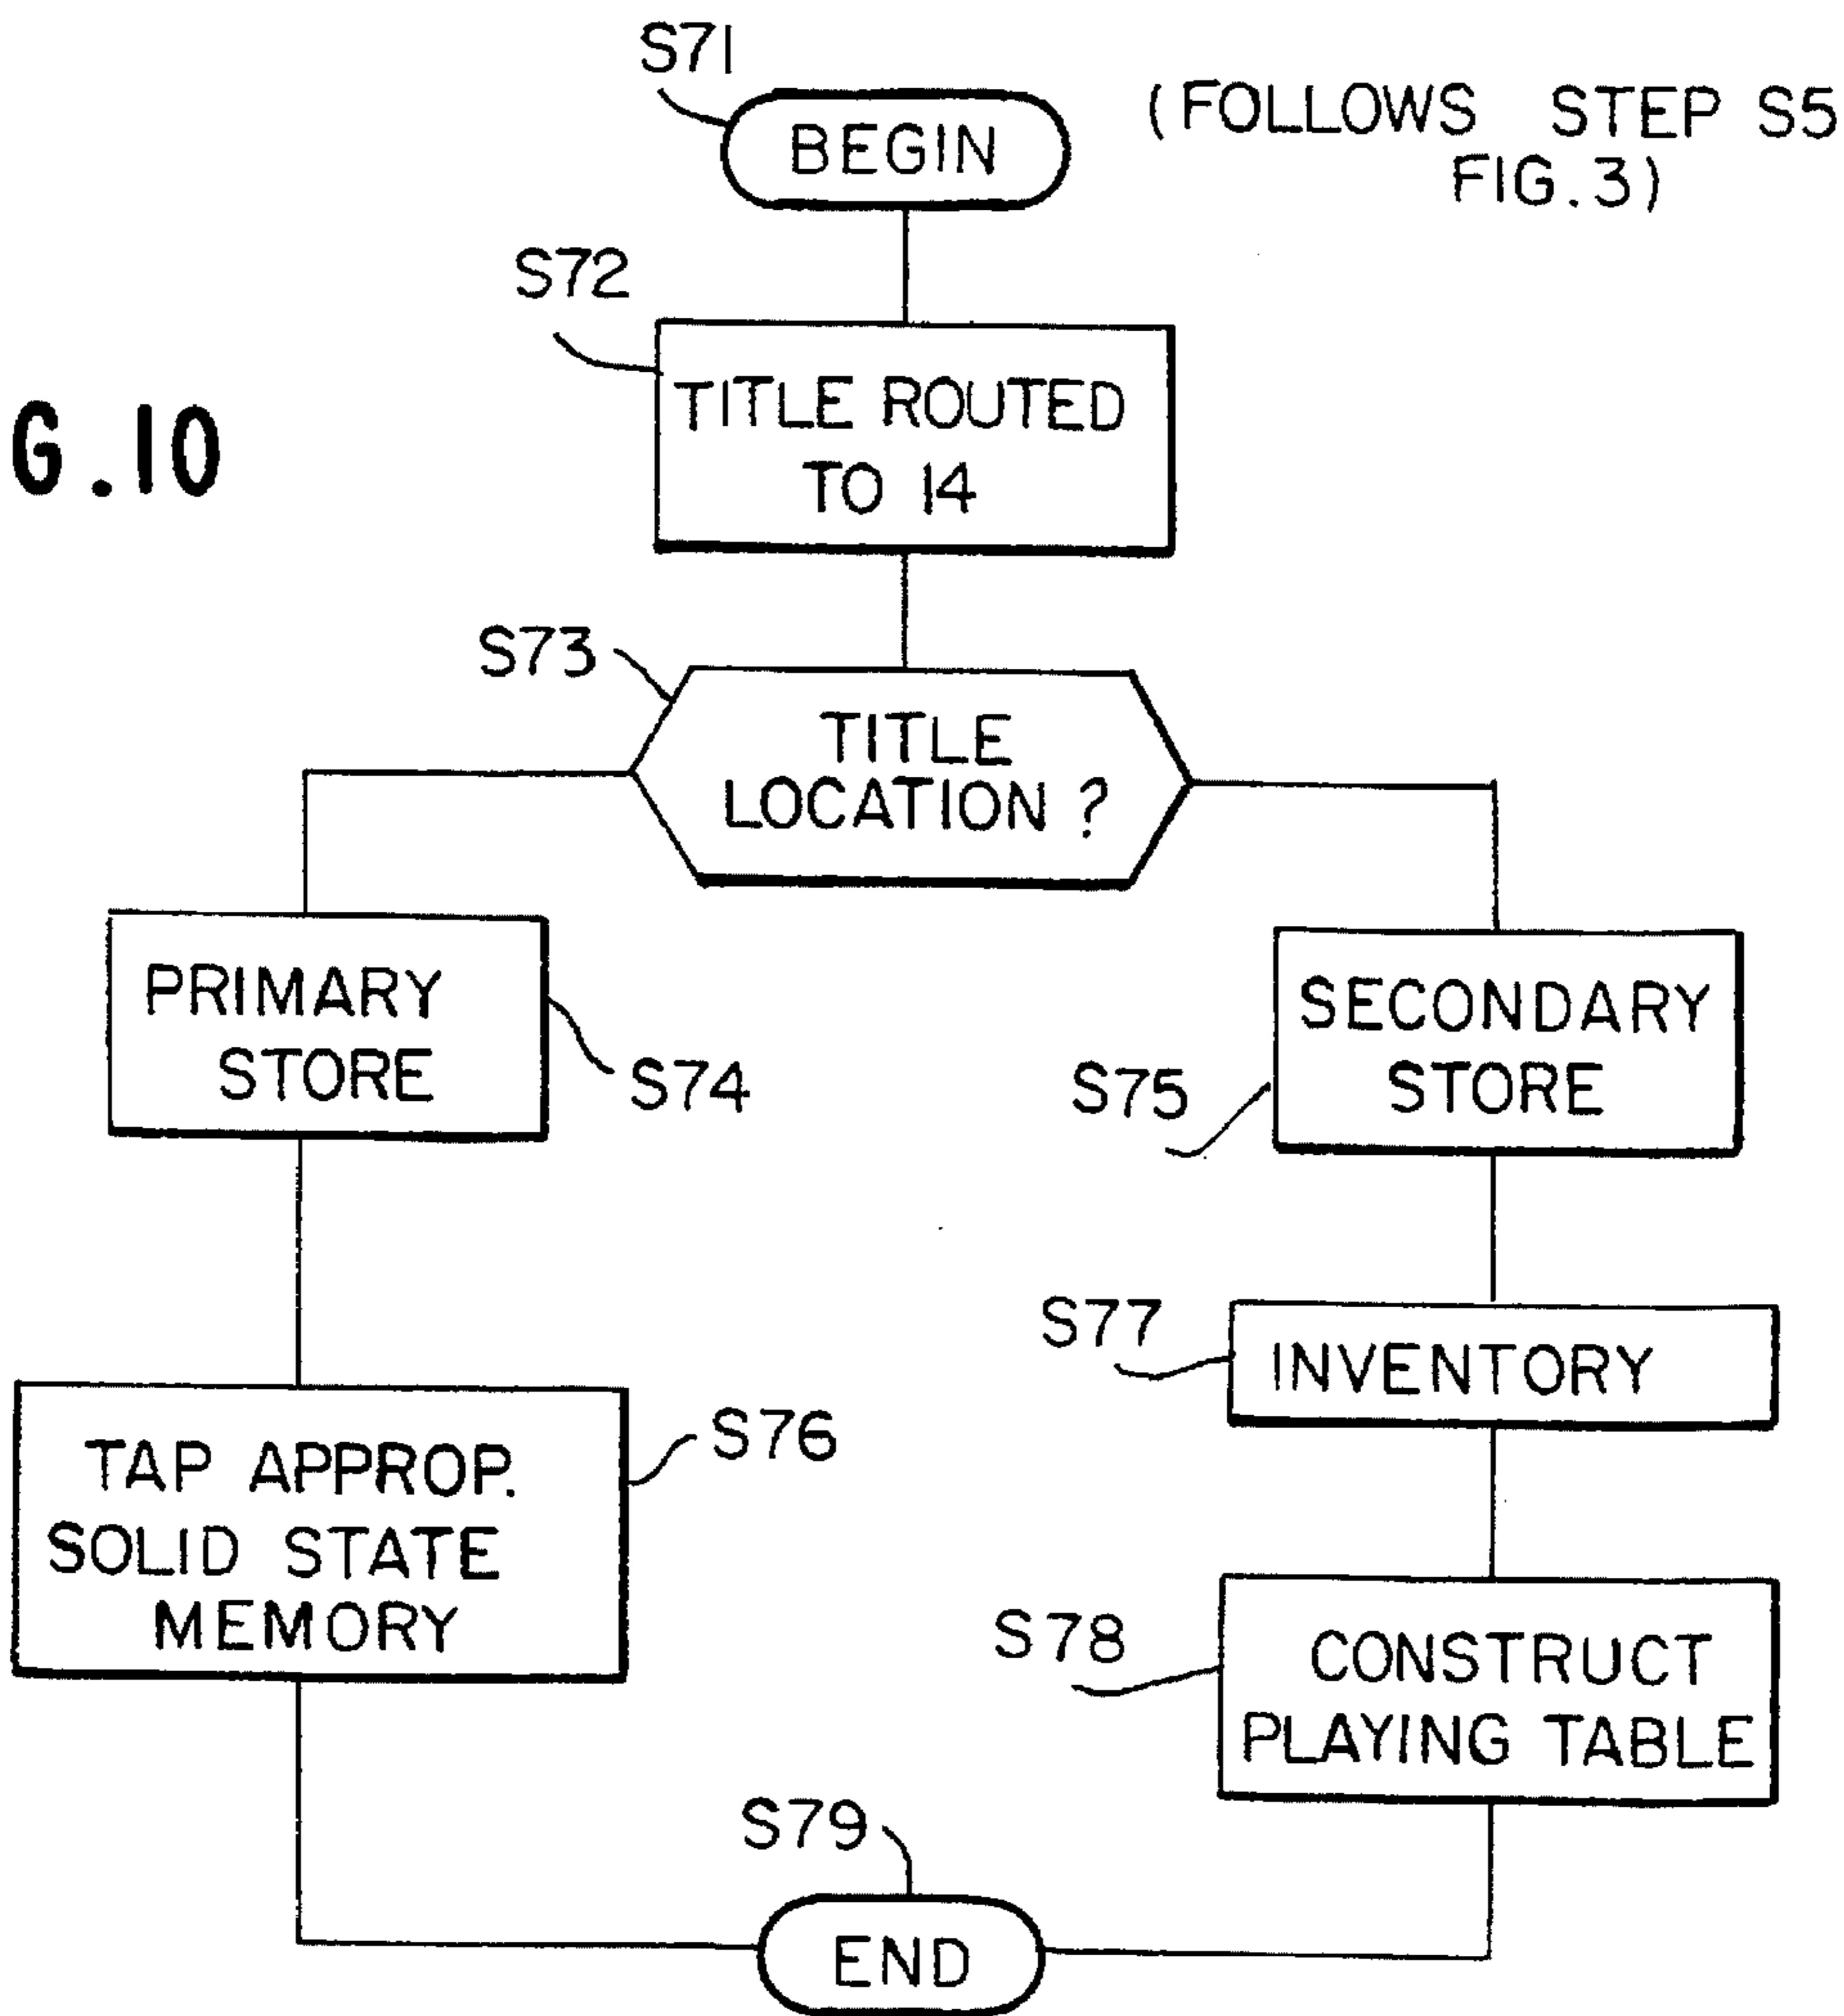 S71
BEGIN
(FOLLOWS STEP S5
FIG.3)
S72
TITLE ROUTED
TO 14
G.10
S73
TITLE
LOCATION ?
PRIMARY
STORE
S74
S75
SECONDARY
STORE
S77
INVENTORY
TAP APPROP.
SOLID STATE
MEMORY
S76
S78
CONSTRUCT
PLAYING TABLE
S79
END